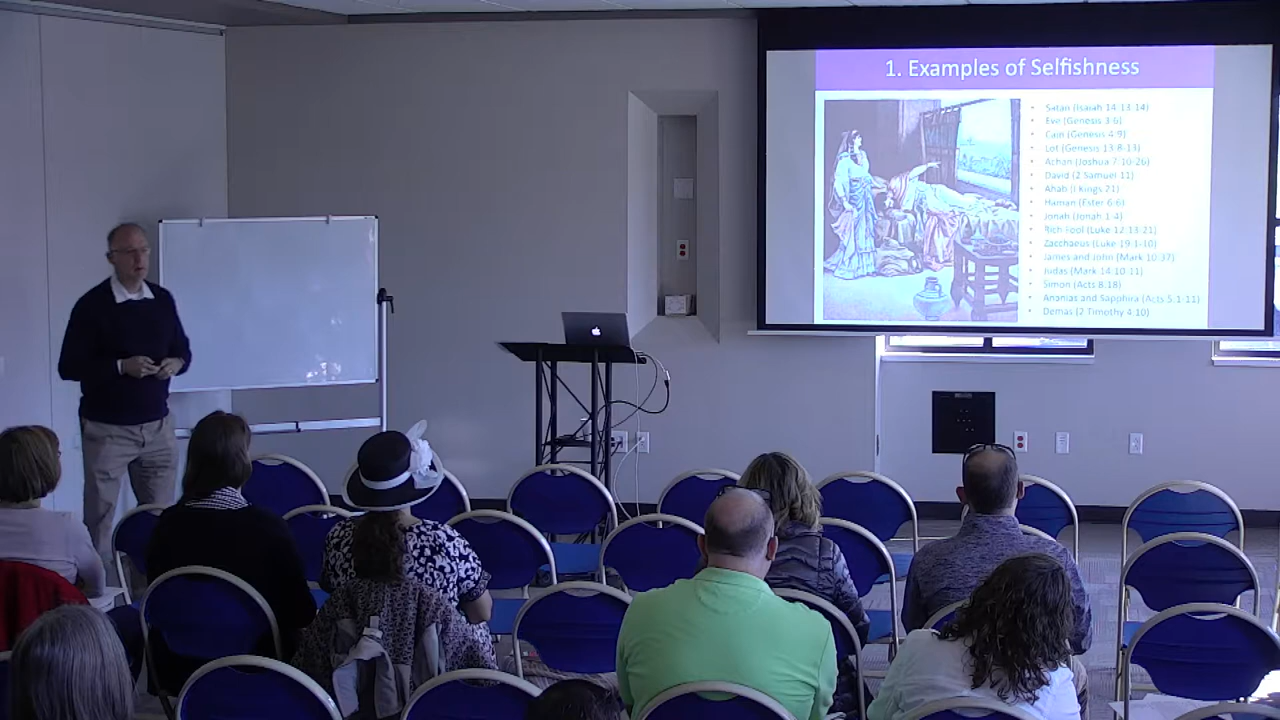 1. Examples of Selfishness
• Satan (Isaiah 14:13-14)
• Eve (Genesis 3:6)
• Cain (Genesis 4:9)
• Lot (Genesis 13:8-13)
• Achan (Joshua 7:10-26)
• David (2 Samuel 11)
• Ahab (I Kings 21)
• Haman (Ester 6:6)
• Jonah (Jonah 1-4)
• Rich Fool (Luke 12:13-21)
• Zacchaeus (Luke 19:1-10)
• James and John (Mark 10:37)
• Judas (Mark 14:10-11)
• Simon (Acts 8:18)
• Ananias and Sapphira (Acts 5:1-11)
• Demas (2 Timothy 4:10)